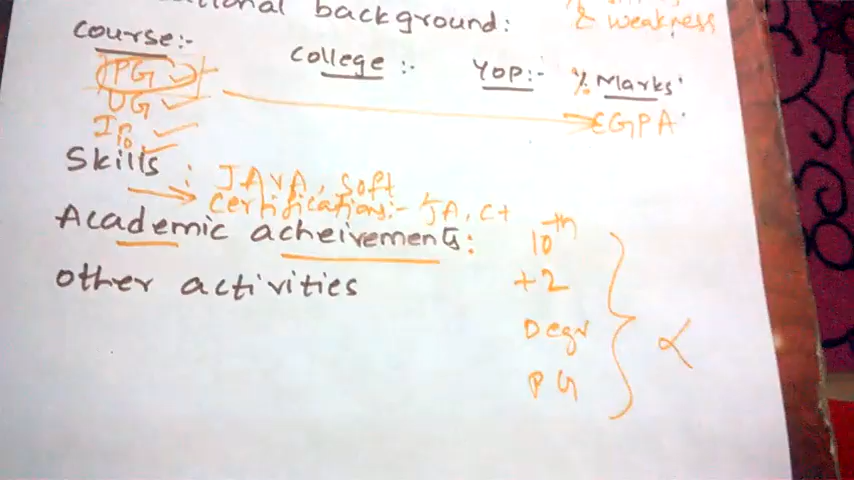 background:
& weakness
Course:-
College :-
YOP:-
% Marks
PG
UG
CGPA
Skills :
JAVA, Soft
Certifications:- JA, C+
Academic acheivements:
10th
+2
Degr
PG
other activities